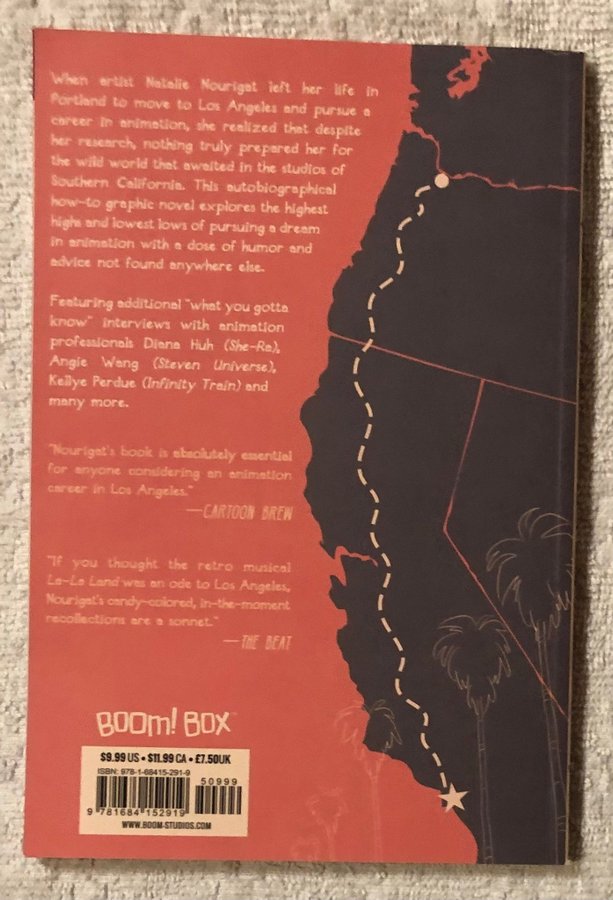 When artist Natalie Nourigat left her life in
Portland to move to Los Angeles and pursue a
career in animation, she realized that despite
her research, nothing truly prepared her for
the wild world that awaited in the studios of
Southern California. This autobiographical
how-to graphic novel explores the highest
highs and lowest lows of pursuing a dream
in animation with a dose of humor and
advice not found anywhere else.
Featuring additional "what you gotta
know" interviews with animation
professionals Diana Huh (She-Ra),
Angie Wang (Steven Universe),
Kellye Perdue (Infinity Train) and
many more.
"Nourigat's book is absolutely essential
for anyone considering an animation
career in Los Angeles."
—CARTOON BREW
"If you thought the retro musical
La-La Land was an ode to Los Angeles,
Nourigat's candy-colored, in-the-moment
recollections are a sonnet."
—THE BEAT
BOOM! BOX™
$9.99 US • $11.99 CA • £7.50UK
ISBN: 978-1-68415-291-9
50999
9 781684 152919
WWW.BOOM-STUDIOS.COM